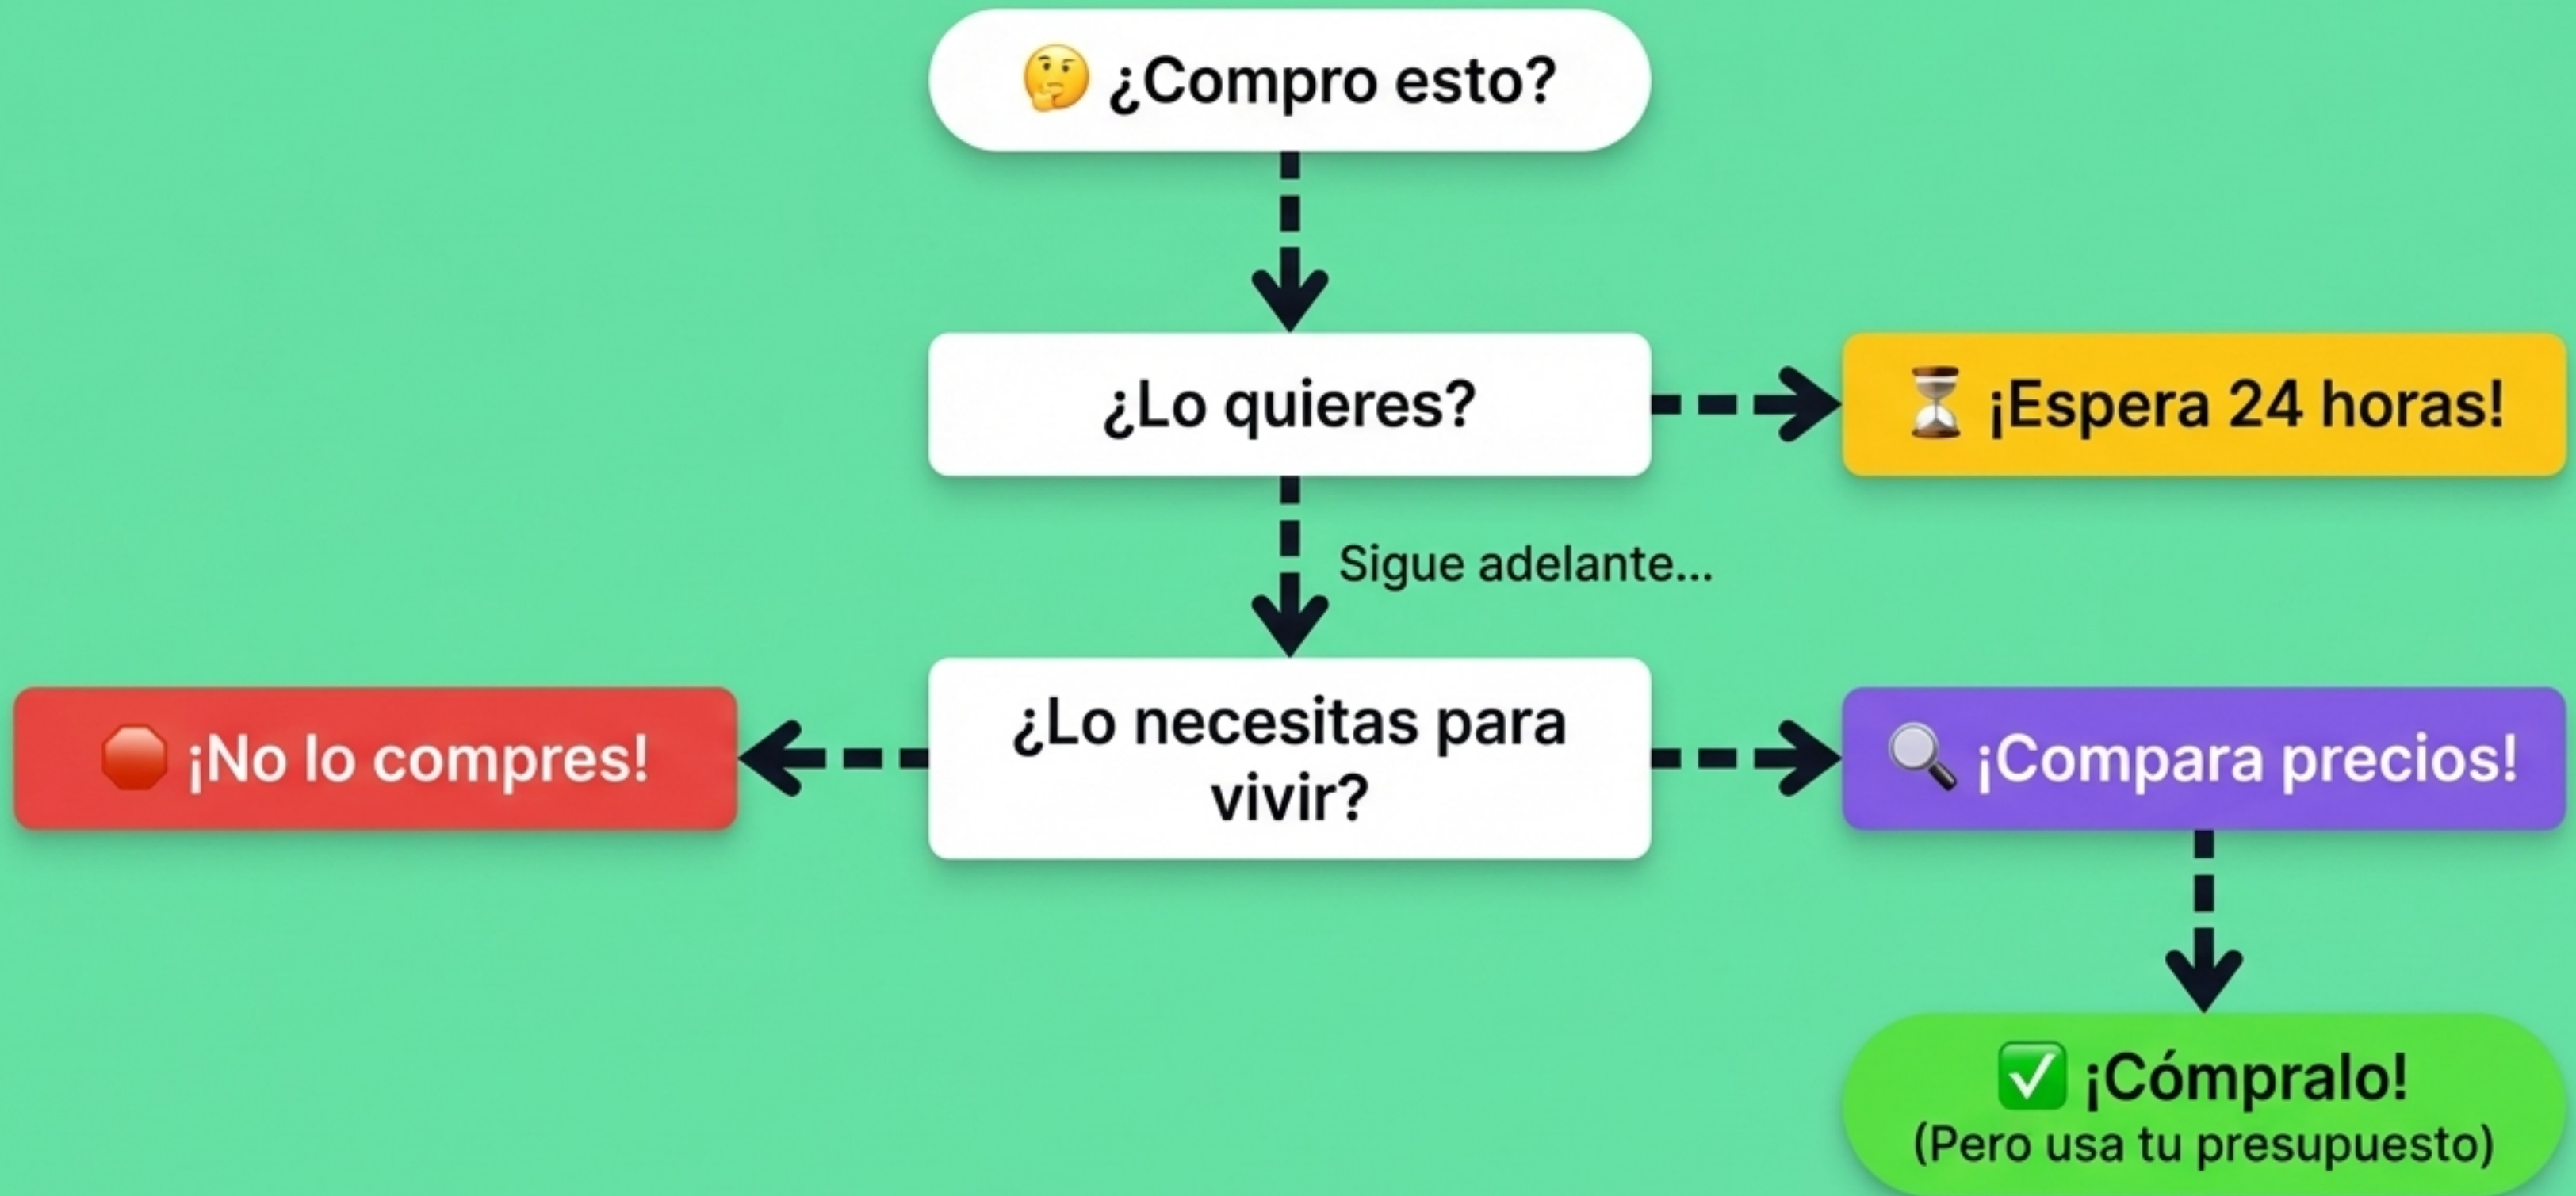 🤔 ¿Compro esto?
¿Lo quieres?
⏳ ¡Espera 24 horas!
Sigue adelante...
🛑 ¡No lo compres!
¿Lo necesitas para
vivir?
🔍 ¡Compara precios!
✅ ¡Cómpralo!
(Pero usa tu presupuesto)